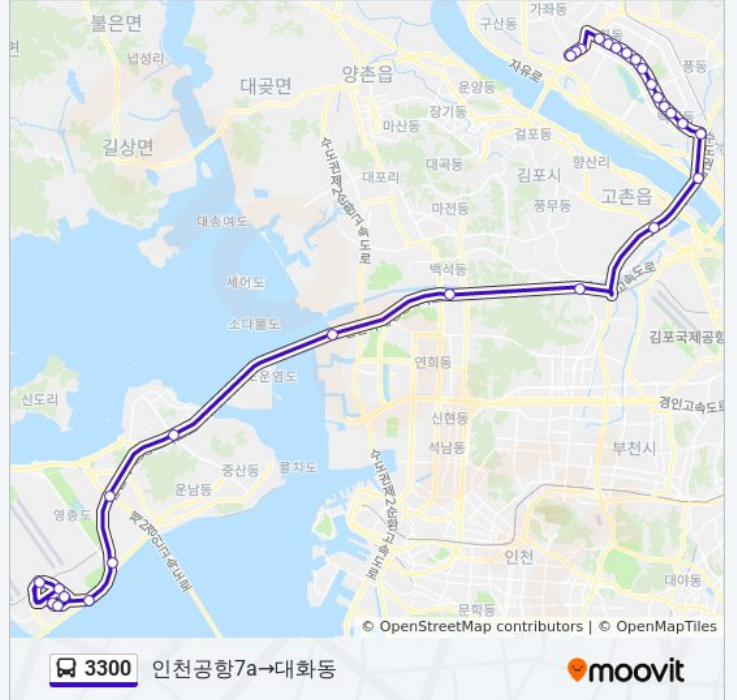 가좌동
불은면
구산동
넙성리
자유로
풍동
양촌읍
대곶면
운양동
장기동
마산동
걸포동
길상면
대곡동
향산리
대포리
김포시
고촌읍
마전동
풍무동
대송여도
백석동
세어도
소다물도
김포국제공항
연희동
운염도
신도리
경인고속도로
신현동
석남동
부천시
중산동
물치도
운남동
영종도
인천
대야동
문학동
© OpenStreetMap contributors | © OpenMapTiles
3300 인천공항7a→대화동
moovit